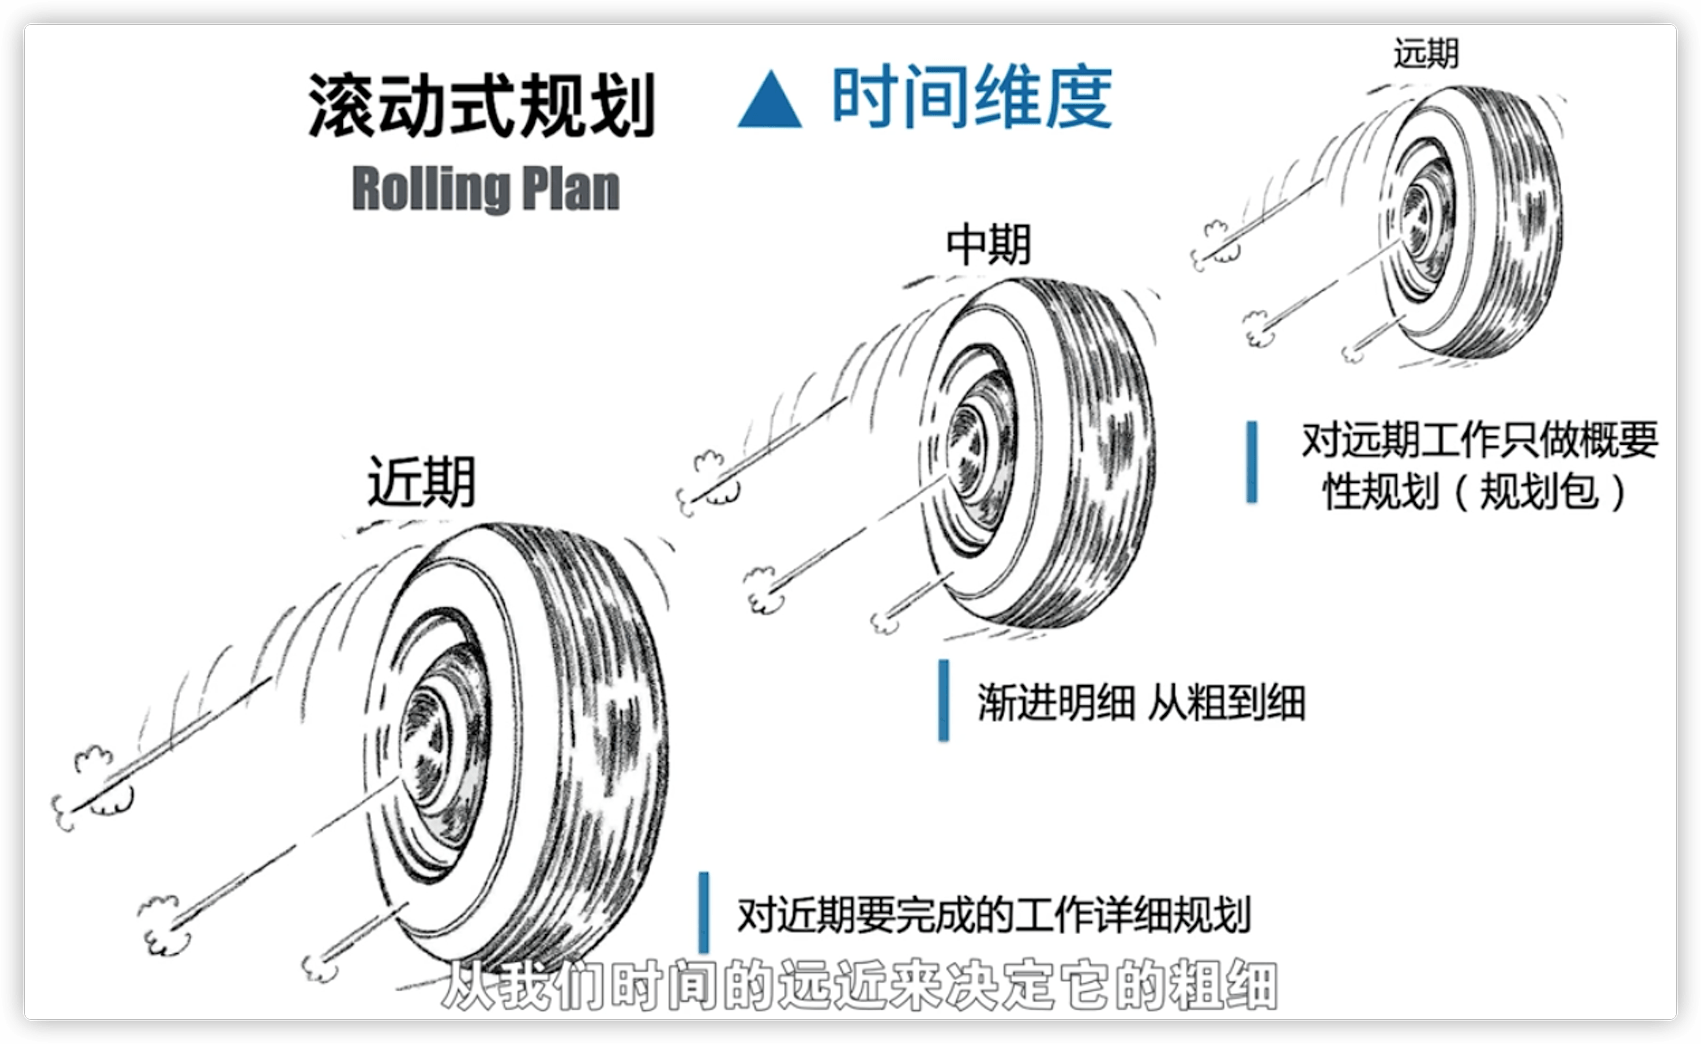 滚动式规划
▲ 时间维度
Rolling Plan
远期
中期
近期
对远期工作只做概要
性规划（规划包）
渐进明细 从粗到细
对近期要完成的工作详细规划
从我们时间的远近来决定它的粗细